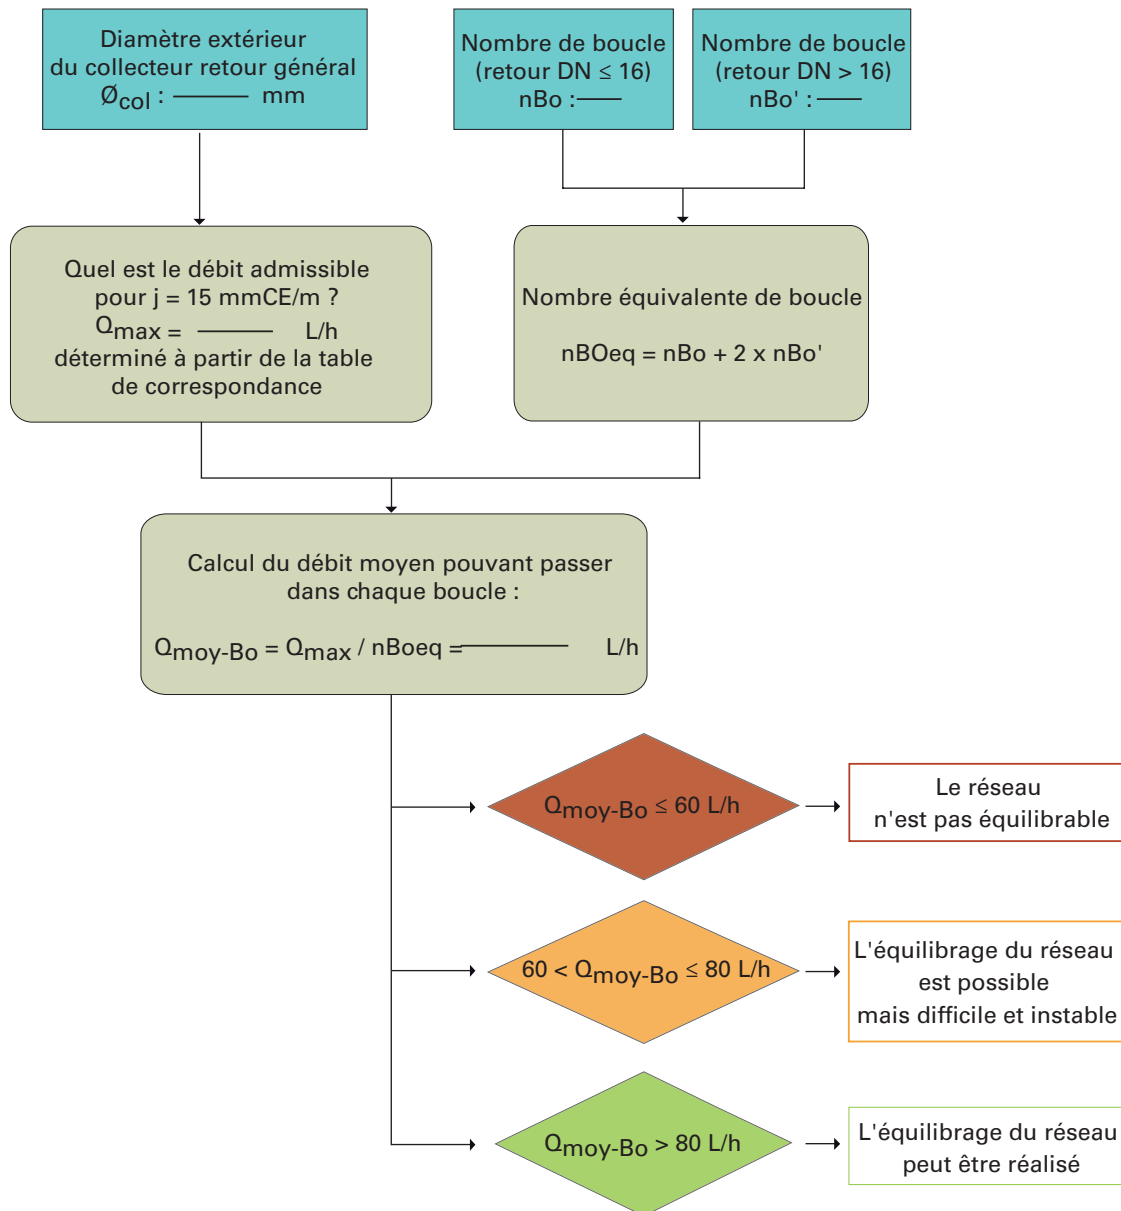 Diamètre extérieur
du collecteur retour général
Øcol : ——— mm
Nombre de boucle
(retour DN ≤ 16)
nBo :——
Nombre de boucle
(retour DN > 16)
nBo' : ——
Quel est le débit admissible
pour j = 15 mmCE/m ?
Qmax = ——— L/h
déterminé à partir de la table
de correspondance
Nombre équivalente de boucle
nBOeq = nBo + 2 x nBo'
Calcul du débit moyen pouvant passer
dans chaque boucle :
Qmoy-Bo = Qmax / nBoeq =——— L/h
Qmoy-Bo ≤ 60 L/h
Le réseau
n'est pas équilibrable
60 < Qmoy-Bo ≤ 80 L/h
L'équilibrage du réseau
est possible
mais difficile et instable
Qmoy-Bo > 80 L/h
L'équilibrage du réseau
peut être réalisé